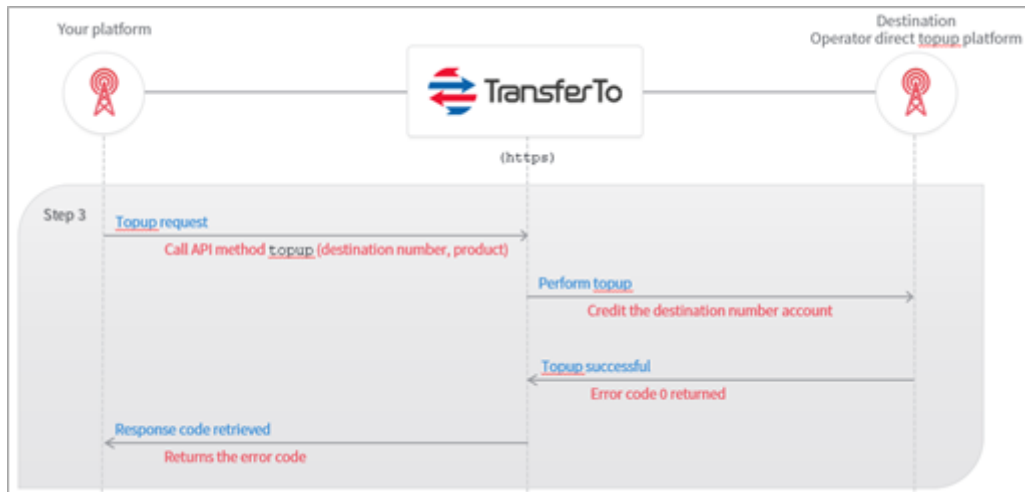 Your platform
Destination
Operator direct topup platform
TransferTo
(https)
Step 3
Topup request
Call API method topup (destination number, product)
Perform topup
Credit the destination number account
Topup successful
Error code 0 returned
Response code retrieved
Returns the error code